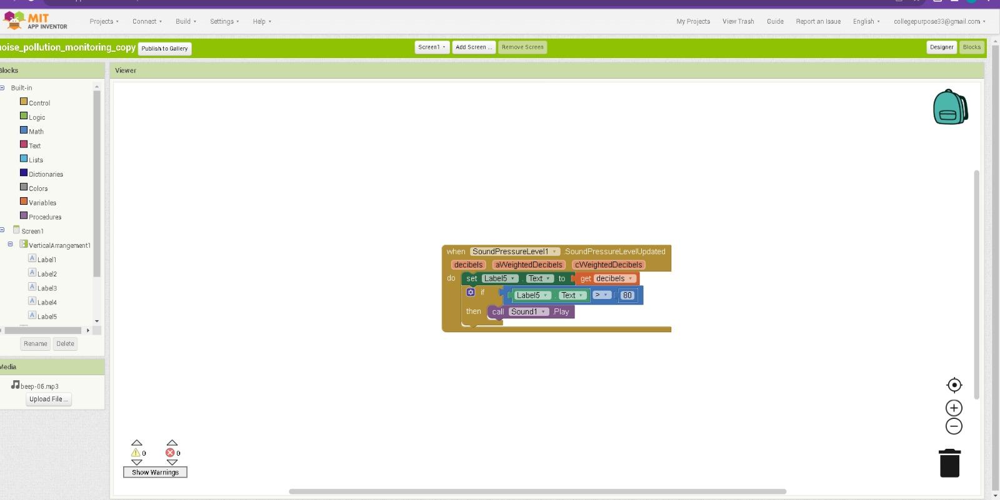 MIT
APP INVENTOR
Projects
Connect
Build
Settings
Help
My Projects
View Trash
Guide
Report an Issue
English
collegepurpose33@gmail.com
noise_pollution_monitoring_copy
Publish to Gallery
Screen1
Add Screen ...
Remove Screen
Designer
Blocks
Blocks
Viewer
Built-in
Control
Logic
Math
Text
Lists
Dictionaries
Colors
Variables
Procedures
Screen1
VerticalArrangement1
Label1
Label2
Label3
Label4
Label5
Rename
Delete
Media
beep-06.mp3
Upload File ...
when SoundPressureLevel1 .SoundPressureLevelUpdated
decibels aWeightedDecibels cWeightedDecibels
do set Label5 . Text to get decibels
if Label5 . Text > 80
then call Sound1 .Play
0
0
Show Warnings